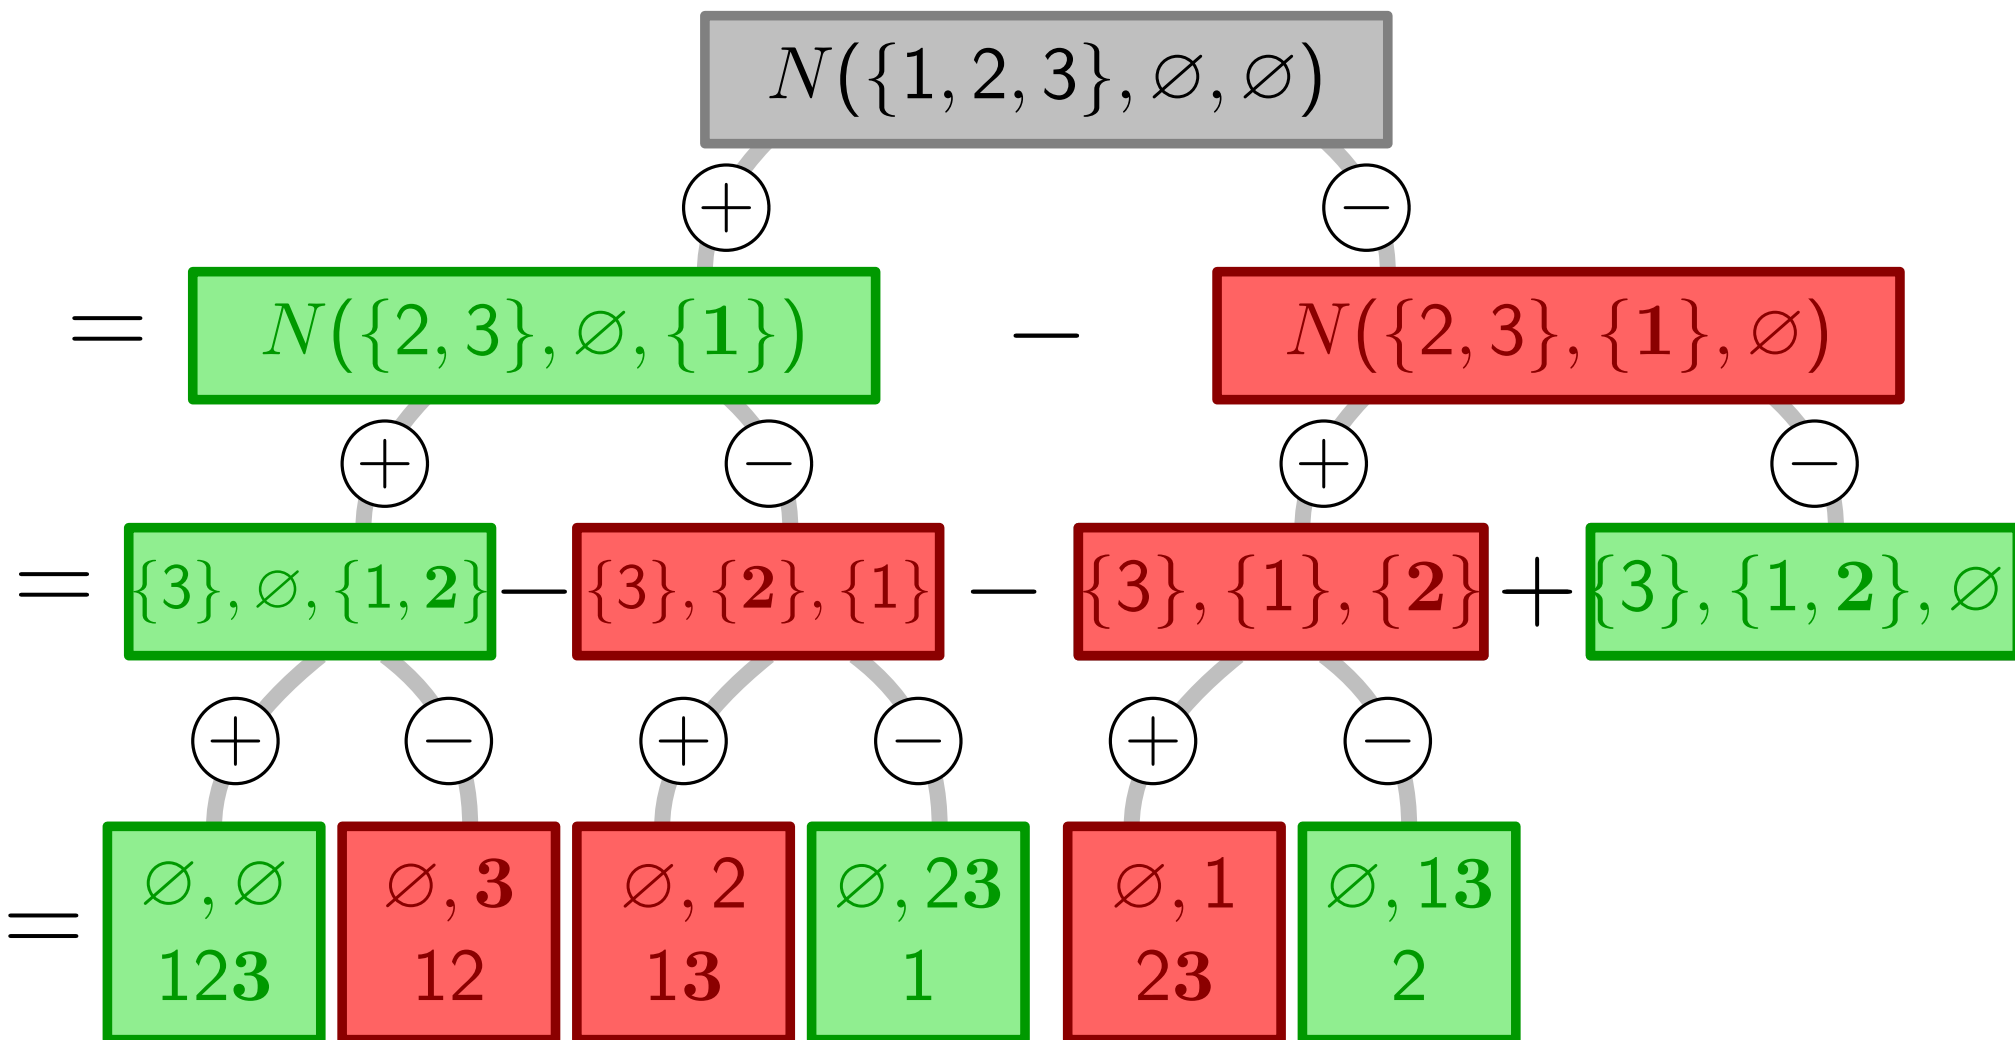 N({1, 2, 3}, ∅, ∅)
+ −
= N({2, 3}, ∅, {1}) − N({2, 3}, {1}, ∅)
+ − + −
= {3}, ∅, {1, 2} − {3}, {2}, {1} − {3}, {1}, {2} + {3}, {1, 2}, ∅
+ − + − + −
= ∅, ∅ ∅, 3 ∅, 2 ∅, 23 ∅, 1 ∅, 13
123 12 13 1 23 2